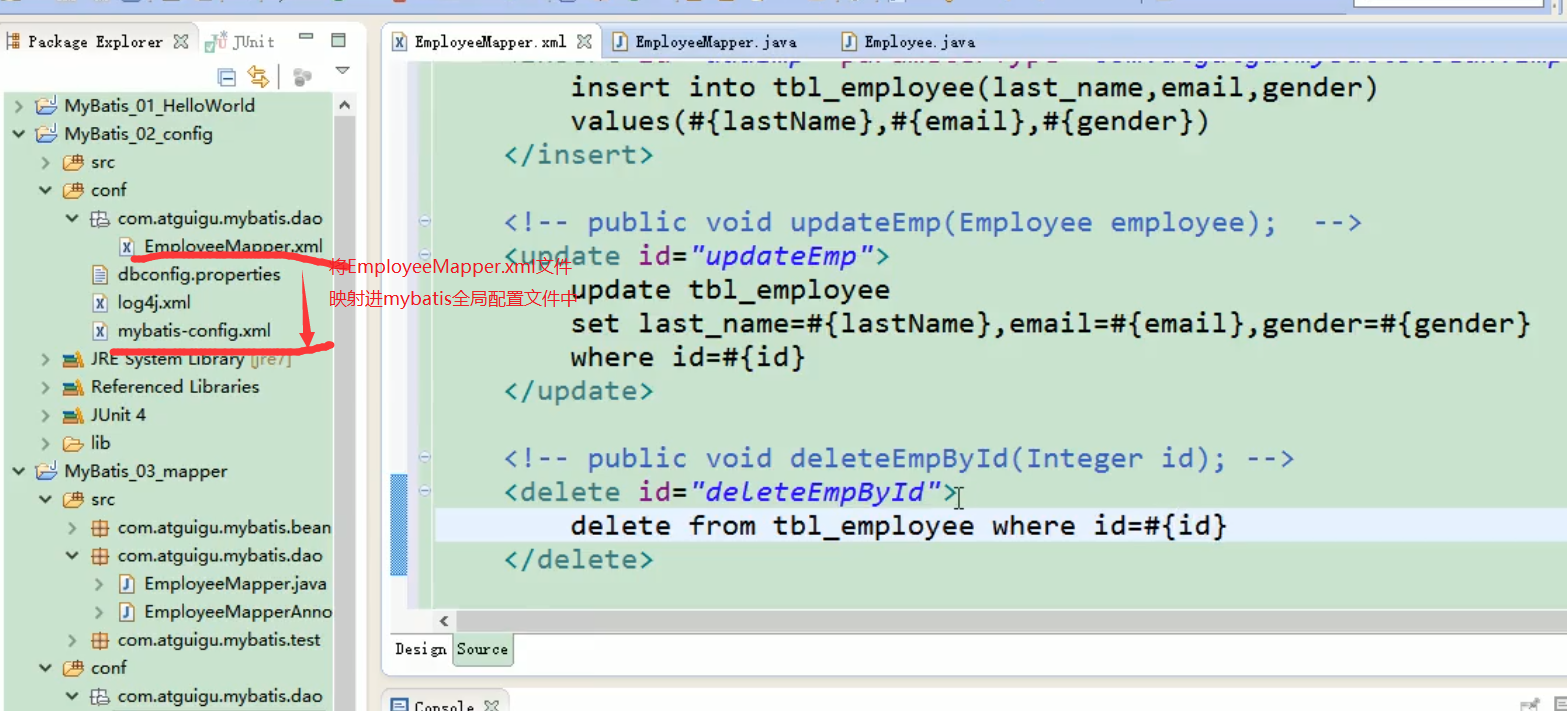 Package Explorer
JUnit
MyBatis_01_HelloWorld
MyBatis_02_config
src
conf
com.atguigu.mybatis.dao
EmployeeMapper.xml
dbconfig.properties
log4j.xml
mybatis-config.xml
JRE System Library [jre7]
Referenced Libraries
JUnit 4
lib
MyBatis_03_mapper
src
com.atguigu.mybatis.bean
com.atguigu.mybatis.dao
EmployeeMapper.java
EmployeeMapperAnno
com.atguigu.mybatis.test
conf
com.atguigu.mybatis.dao
将EmployeeMapper.xml文件
映射进mybatis全局配置文件中
EmployeeMapper.xml
EmployeeMapper.java
Employee.java
insert into tbl_employee(last_name,email,gender)
values(#{lastName},#{email},#{gender})
</insert>
<!-- public void updateEmp(Employee employee);  -->
<update id="updateEmp">
update tbl_employee
set last_name=#{lastName},email=#{email},gender=#{gender}
where id=#{id}
</update>
<!-- public void deleteEmpById(Integer id); -->
<delete id="deleteEmpById">
delete from tbl_employee where id=#{id}
</delete>
Design
Source
Console